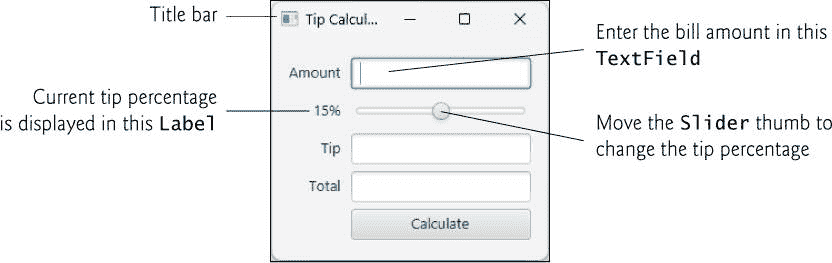 Title bar
Tip Calcul...
Enter the bill amount in this
TextField
Amount
Current tip percentage
is displayed in this Label
15%
Move the Slider thumb to
change the tip percentage
Tip
Total
Calculate